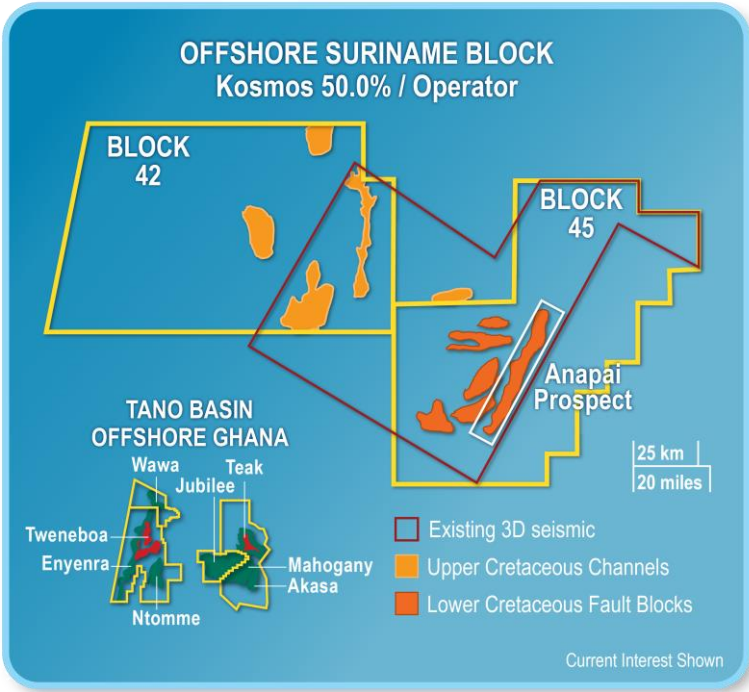 OFFSHORE SURINAME BLOCK
Kosmos 50.0% / Operator
BLOCK
42
BLOCK
45
Anapai
Prospect
TANO BASIN
OFFSHORE GHANA
Wawa
Teak
Jubilee
Tweneboa
Enyenra
Mahogany
Akasa
Ntomme
25 km
20 miles
Existing 3D seismic
Upper Cretaceous Channels
Lower Cretaceous Fault Blocks
Current Interest Shown